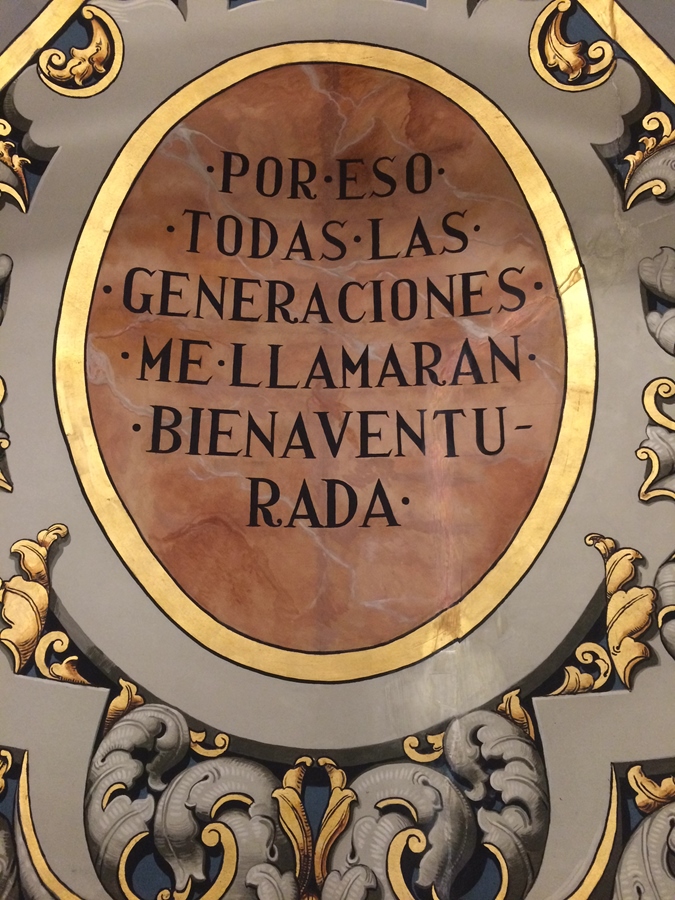 ·POR·ESO·
·TODAS·LAS·
·GENERACIONES·
·ME·LLAMARAN·
·BIENAVENTU-
RADA·